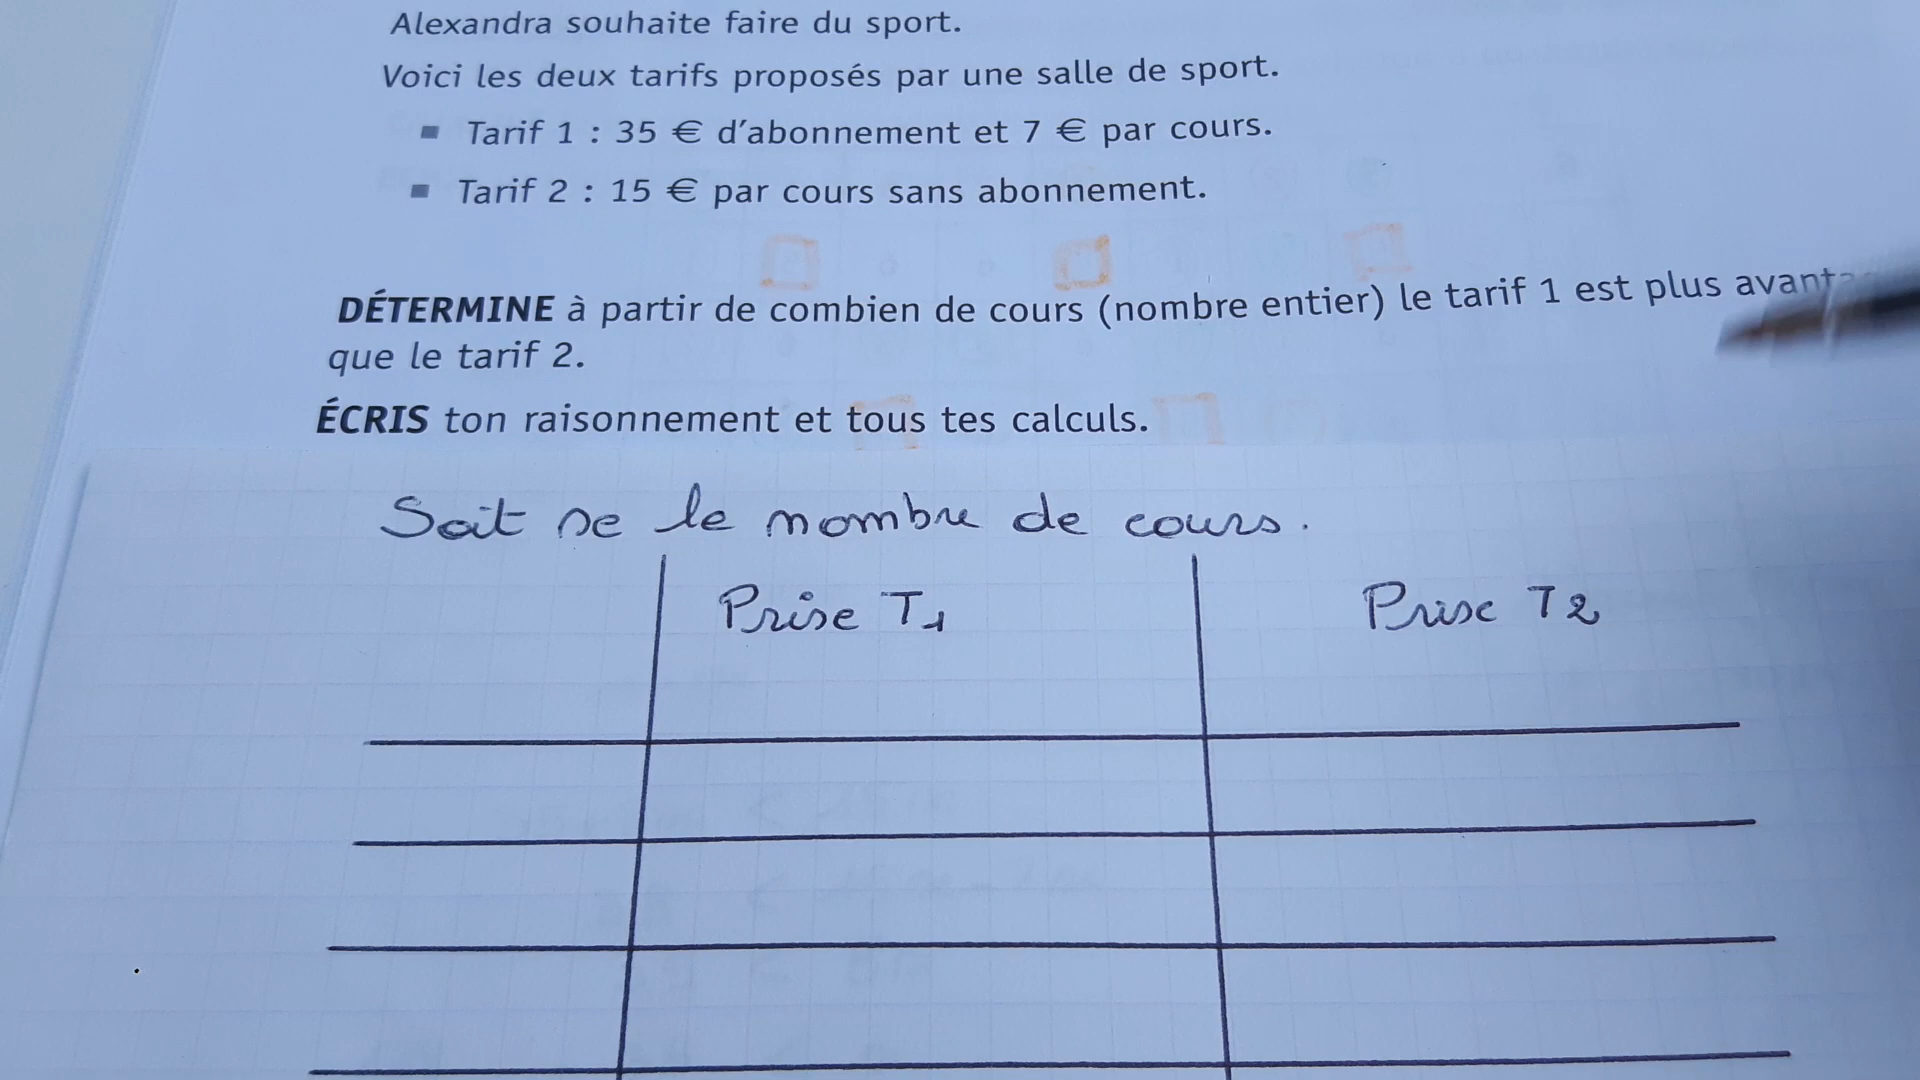 Alexandra souhaite faire du sport.
Voici les deux tarifs proposés par une salle de sport.
▪ Tarif 1 : 35 € d'abonnement et 7 € par cours.
▪ Tarif 2 : 15 € par cours sans abonnement.
DÉTERMINE à partir de combien de cours (nombre entier) le tarif 1 est plus
que le tarif 2.
ÉCRIS ton raisonnement et tous tes calculs.
Soit x le nombre de cours.
Prise T1 Prise T2